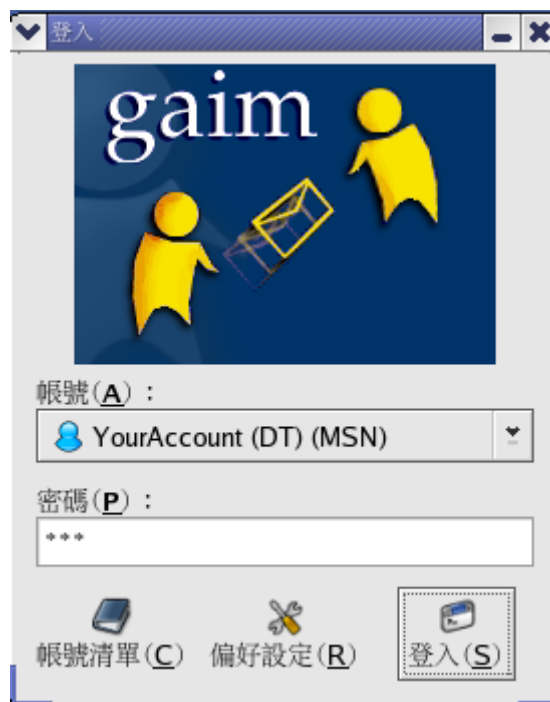 登入
gaim
帳號(A)：
YourAccount (DT) (MSN)
密碼(P)：
***
帳號清單(C) 偏好設定(R) 登入(S)